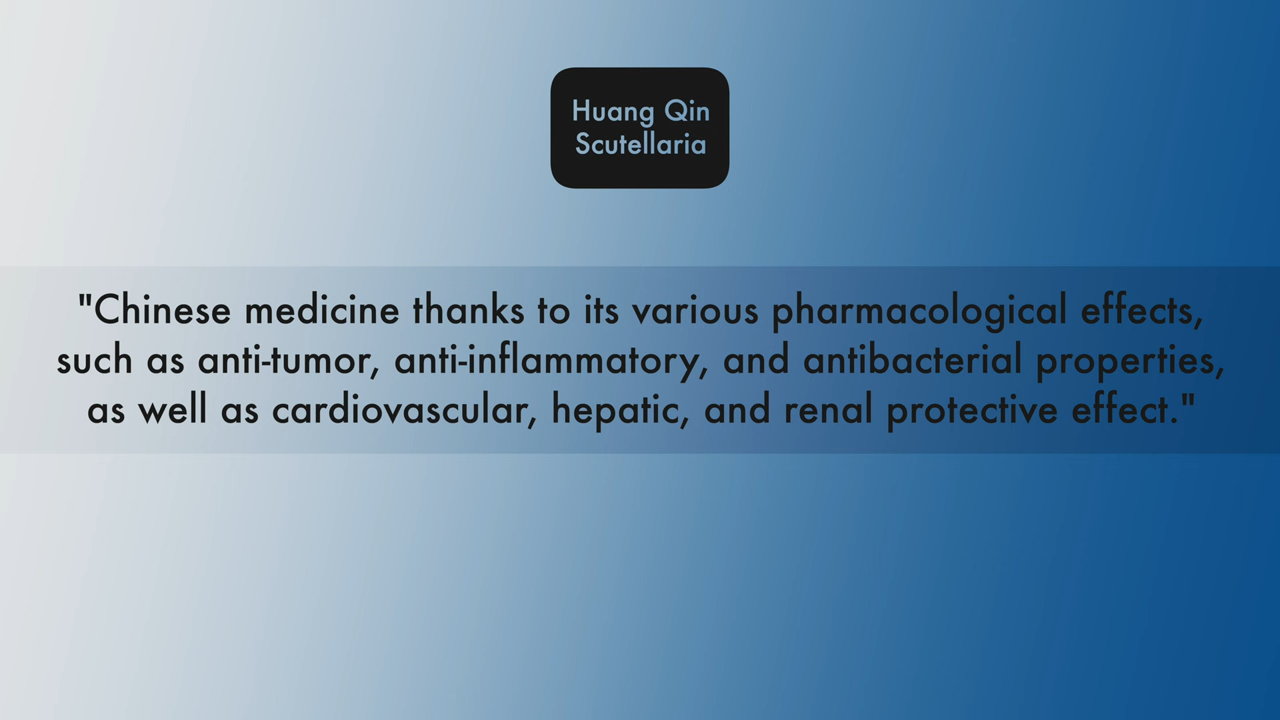 Huang Qin
Scutellaria
"Chinese medicine thanks to its various pharmacological effects,
such as anti-tumor, anti-inflammatory, and antibacterial properties,
as well as cardiovascular, hepatic, and renal protective effect."